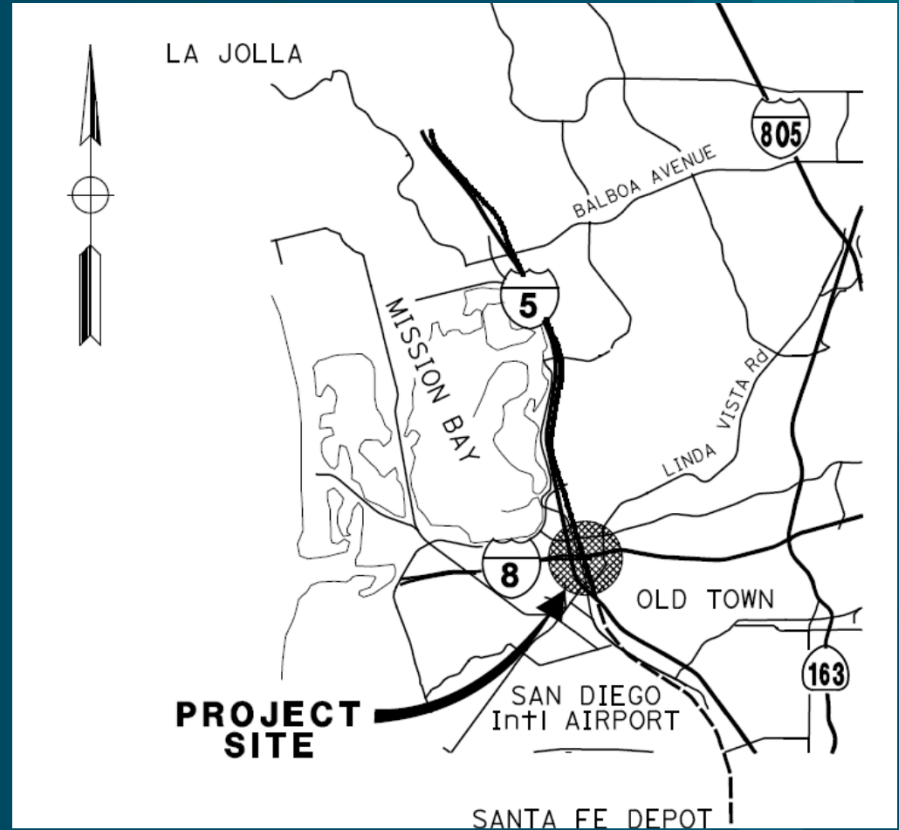 LA JOLLA
805
BALBOA AVENUE
5
MISSION BAY
LINDA VISTA Rd
8
OLD TOWN
163
PROJECT
SITE
SAN DIEGO
Intl AIRPORT
SANTA FE DEPOT